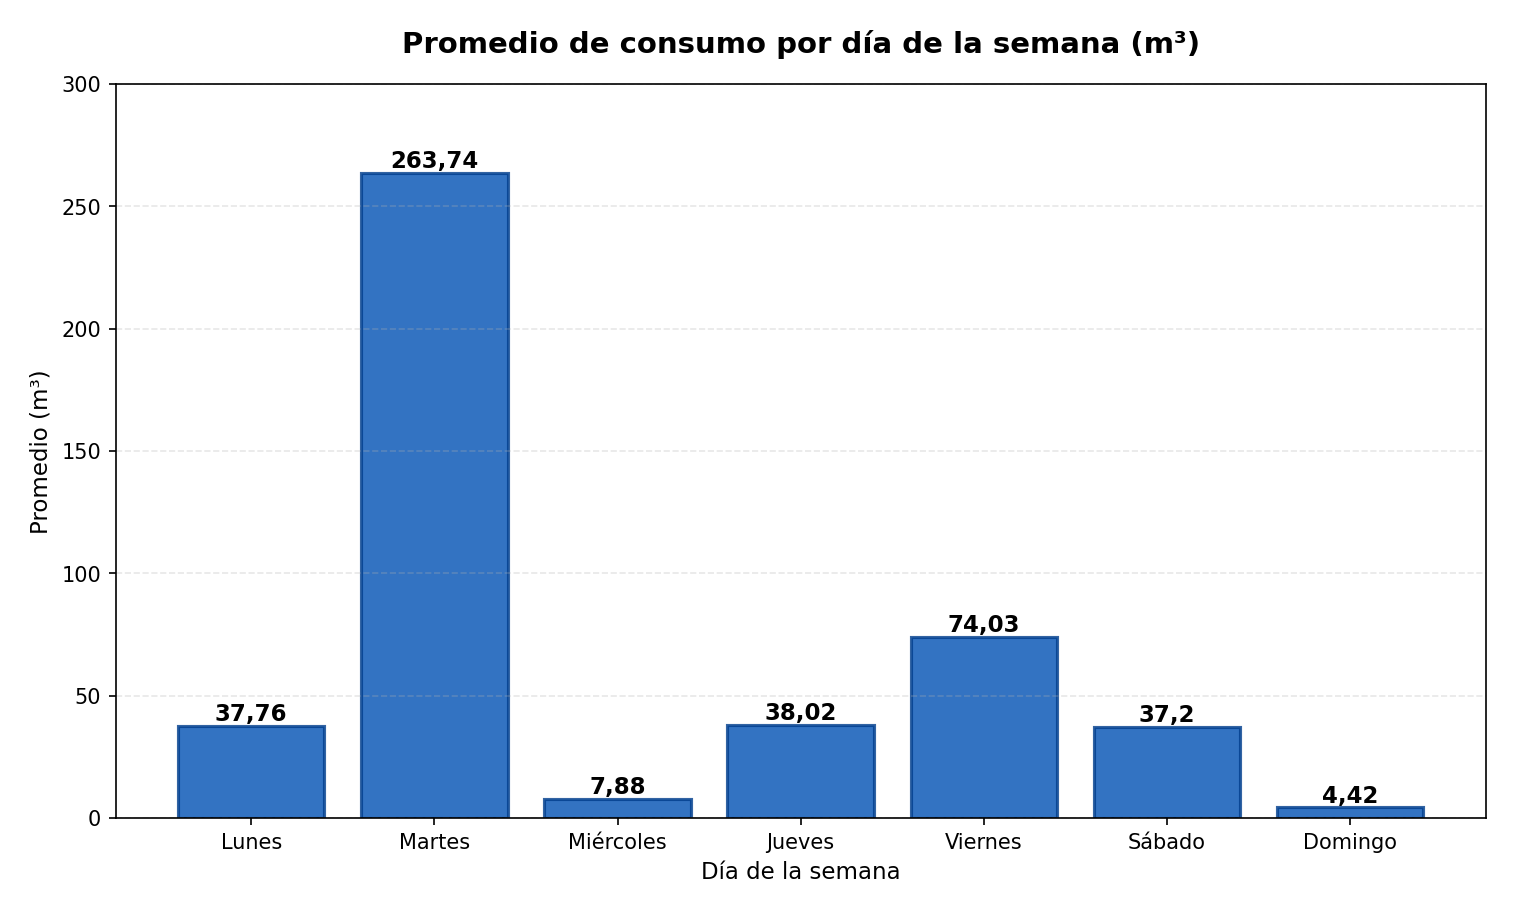 Promedio de consumo por día de la semana (m³)
Promedio (m³)
300
250
200
150
100
50
0
37,76
263,74
7,88
38,02
74,03
37,2
4,42
Lunes
Martes
Miércoles
Jueves
Viernes
Sábado
Domingo
Día de la semana